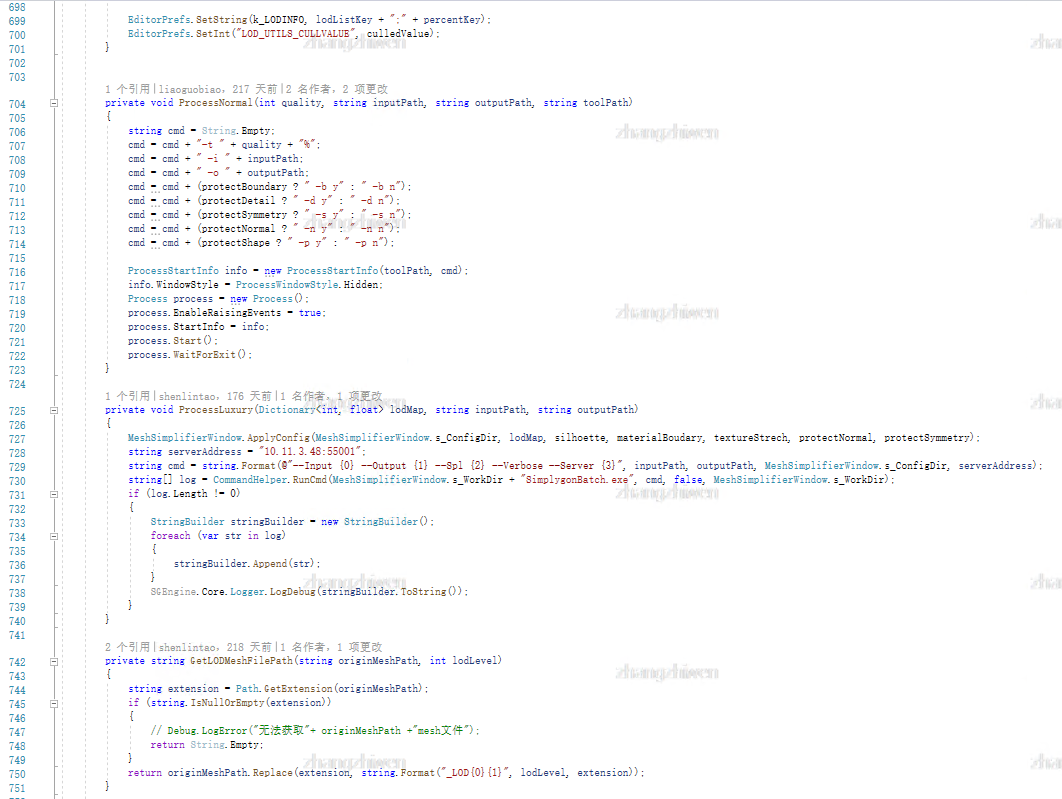 698
699 EditorPrefs.SetString(k_LODINFO, lodListKey + ";" + percentKey);
700 EditorPrefs.SetInt("LOD_UTILS_CULLVALUE", culledValue);
701 }
702
703
1 个引用|liaoguobiao，217 天前|2 名作者，2 项更改
704 private void ProcessNormal(int quality, string inputPath, string outputPath, string toolPath)
705 {
706 string cmd = String.Empty;
707 cmd = cmd + "-t " + quality + "%";
708 cmd = cmd + " -i " + inputPath;
709 cmd = cmd + " -o " + outputPath;
710 cmd = cmd + (protectBoundary ? " -b y" : " -b n");
711 cmd = cmd + (protectDetail ? " -d y" : " -d n");
712 cmd = cmd + (protectSymmetry ? " -s y" : " -s n");
713 cmd = cmd + (protectNormal ? " -n y" : " -n n");
714 cmd = cmd + (protectShape ? " -p y" : " -p n");
715
716 ProcessStartInfo info = new ProcessStartInfo(toolPath, cmd);
717 info.WindowStyle = ProcessWindowStyle.Hidden;
718 Process process = new Process();
719 process.EnableRaisingEvents = true;
720 process.StartInfo = info;
721 process.Start();
722 process.WaitForExit();
723 }
724
1 个引用|shenlintao，176 天前|1 名作者，1 项更改
725 private void ProcessLuxury(Dictionary<int, float> lodMap, string inputPath, string outputPath)
726 {
727 MeshSimplifierWindow.ApplyConfig(MeshSimplifierWindow.s_ConfigDir, lodMap, silhoette, materialBoudary, textureStrech, protectNormal, protectSymmetry);
728 string serverAddress = "10.11.3.48:55001";
729 string cmd = string.Format(@"--Input {0} --Output {1} --Spl {2} --Verbose --Server {3}", inputPath, outputPath, MeshSimplifierWindow.s_ConfigDir, serverAddress);
730 string[] log = CommandHelper.RunCmd(MeshSimplifierWindow.s_WorkDir + "SimplygonBatch.exe", cmd, false, MeshSimplifierWindow.s_WorkDir);
731 if (log.Length != 0)
732 {
733 StringBuilder stringBuilder = new StringBuilder();
734 foreach (var str in log)
735 {
736 stringBuilder.Append(str);
737 }
738 SGEngine.Core.Logger.LogDebug(stringBuilder.ToString());
739 }
740 }
741
2 个引用|shenlintao，218 天前|1 名作者，1 项更改
742 private string GetLODMeshFilePath(string originMeshPath, int lodLevel)
743 {
744 string extension = Path.GetExtension(originMeshPath);
745 if (string.IsNullOrEmpty(extension))
746 {
747 // Debug.LogError("无法获取"+ originMeshPath +"mesh文件");
748 return String.Empty;
749 }
750 return originMeshPath.Replace(extension, string.Format("_LOD{0}{1}", lodLevel, extension));
751 }
zhangzhiwen
zhangzhiwen
zhangzhiwen
zhangzhiwen
zhangzhiwen
zhangzhiwen
zhangzhiwen
zhangzhiwen
zhangzhiwen